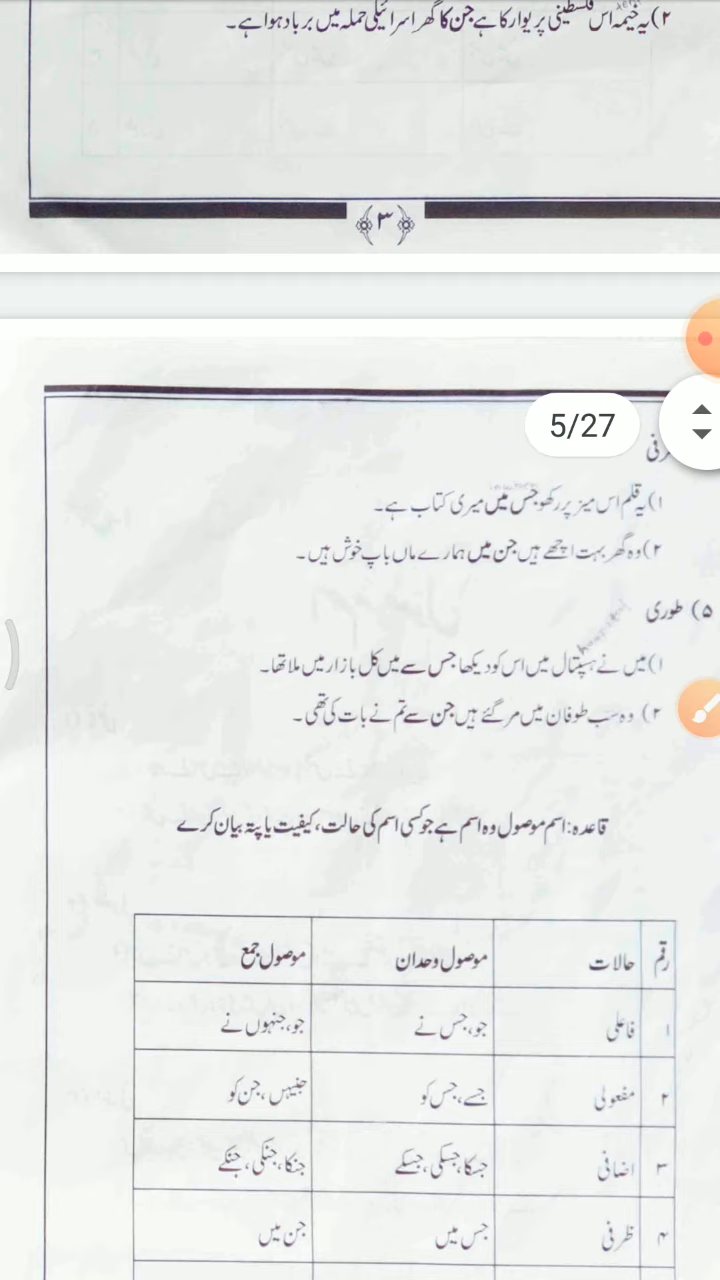 ۲) یہ خیمہ اس فلسطینی پریوار کا ہے جن کا گھر اسرائیلی حملہ میں برباد ہوا ہے۔
۳
5/27
۱) یہ قلم اس میز پر رکھو جس میں میری کتاب ہے۔
۲) وہ گھر بہت اچھے ہیں جن میں ہمارے ماں باپ خوش ہیں۔
۵) طوری
۱) میں نے ہسپتال میں اس کو دیکھا جس سے میں کل بازار میں ملا تھا۔
۲) وہ سب طوفان میں مر گئے ہیں جن سے تم نے بات کی تھی۔
قاعدہ: اسم موصول وہ اسم ہے جو کسی اسم کی حالت، کیفیت یا پتہ بیان کرے
رقم حالات موصول وحدان موصول جمع
۱ فاعلی جو، جس نے جو، جنہوں نے
۲ مفعولی جسے، جس کو جنہیں، جن کو
۳ اضافی جسکا، جسکی، جسکے جنکا، جنکی، جنکے
۴ ظرفی جس میں جن میں